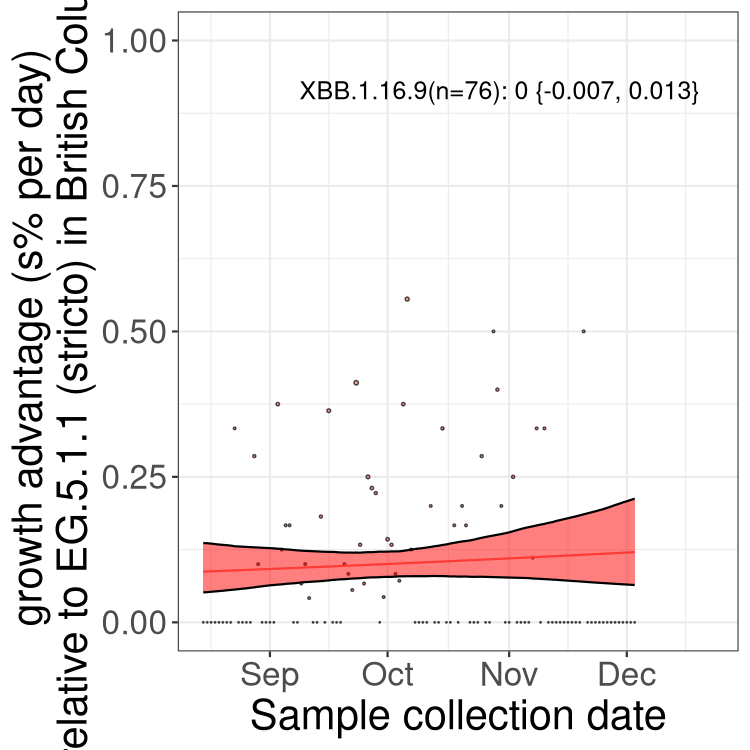 growth advantage (s% per day)
relative to EG.5.1.1 (stricto) in British Colu
1.00
0.75
0.50
0.25
0.00
XBB.1.16.9(n=76): 0 {-0.007, 0.013}
Sep Oct Nov Dec
Sample collection date